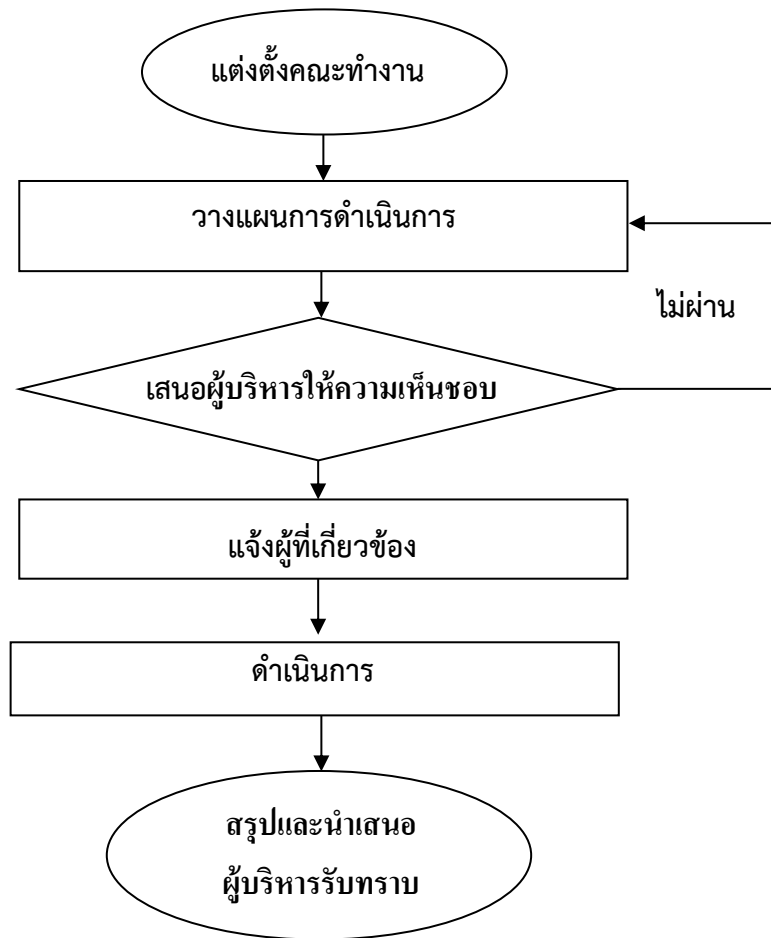 แต่งตั้งคณะทำงาน
วางแผนการดำเนินการ
ไม่ผ่าน
เสนอผู้บริหารให้ความเห็นชอบ
แจ้งผู้ที่เกี่ยวข้อง
ดำเนินการ
สรุปและนำเสนอ
ผู้บริหารรับทราบ